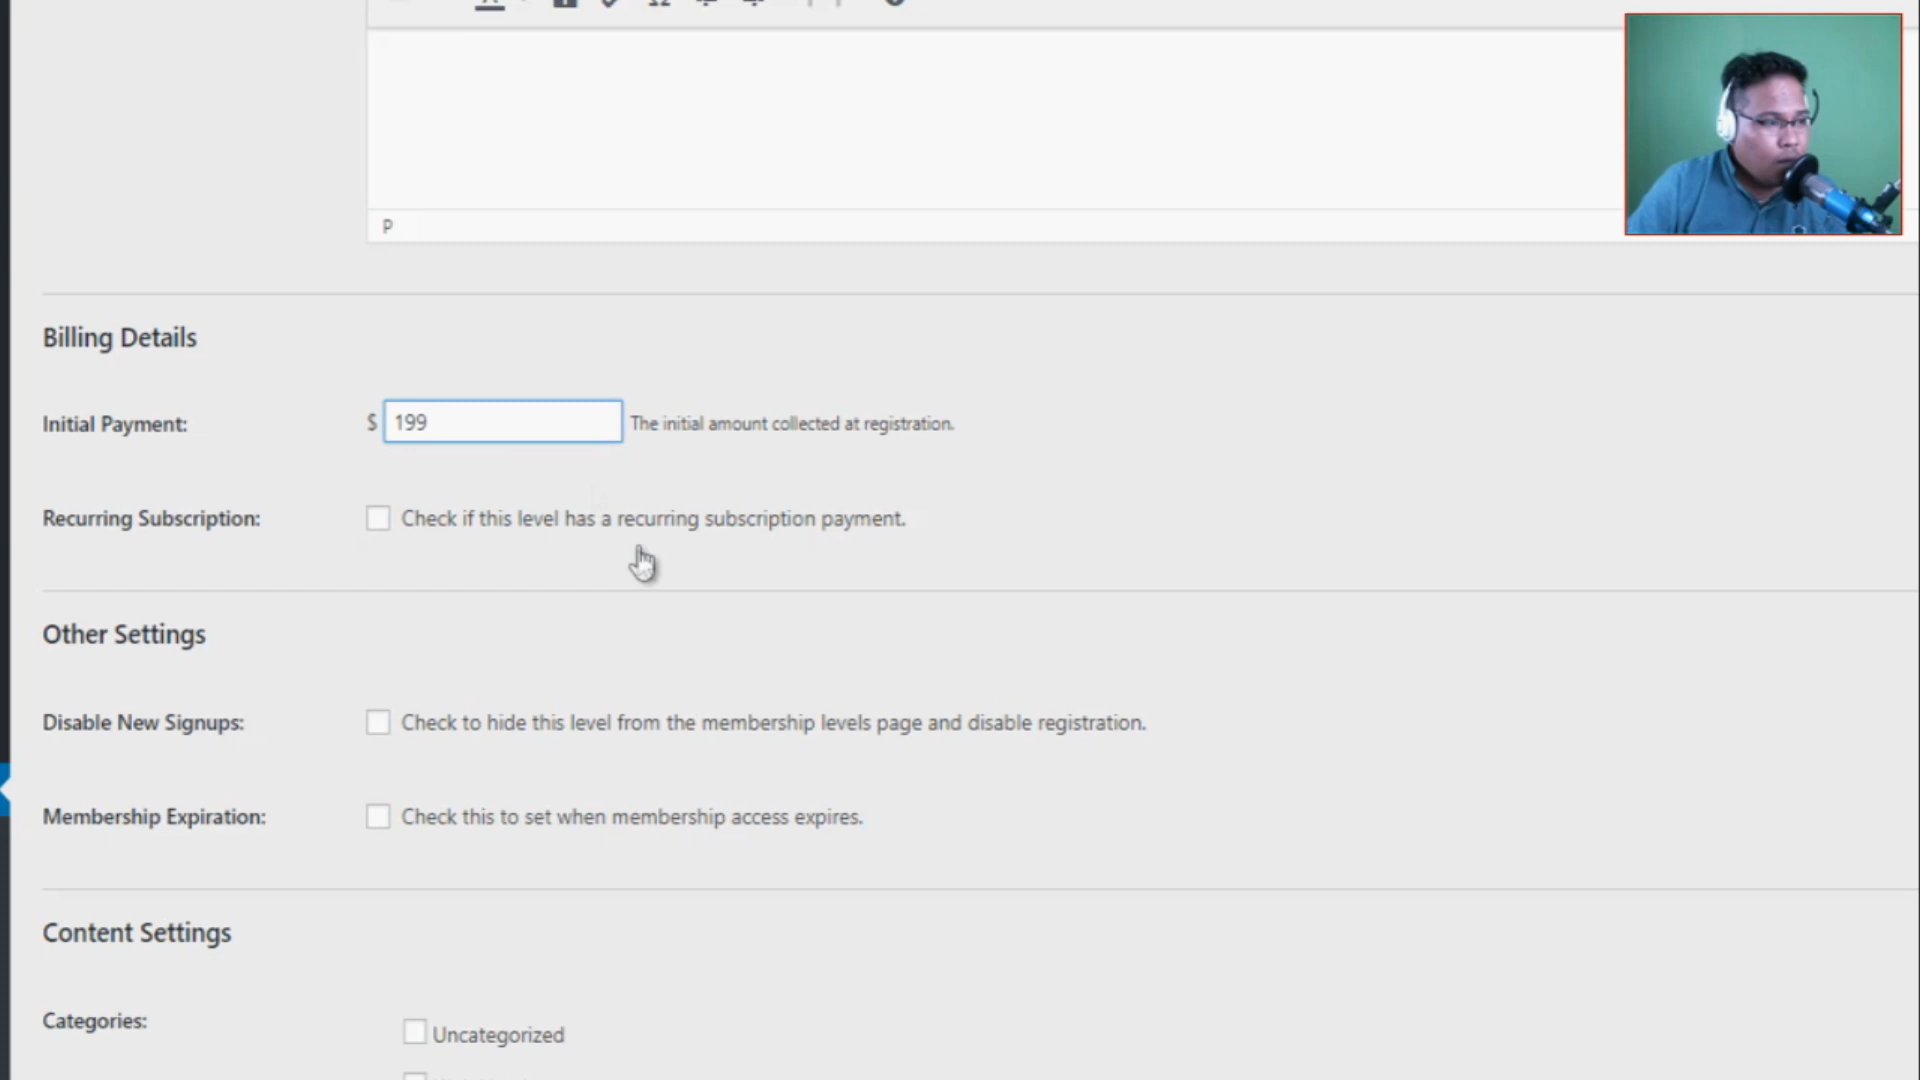 P
Billing Details
Initial Payment: $ 199 The initial amount collected at registration.
Recurring Subscription: Check if this level has a recurring subscription payment.
Other Settings
Disable New Signups: Check to hide this level from the membership levels page and disable registration.
Membership Expiration: Check this to set when membership access expires.
Content Settings
Categories: Uncategorized